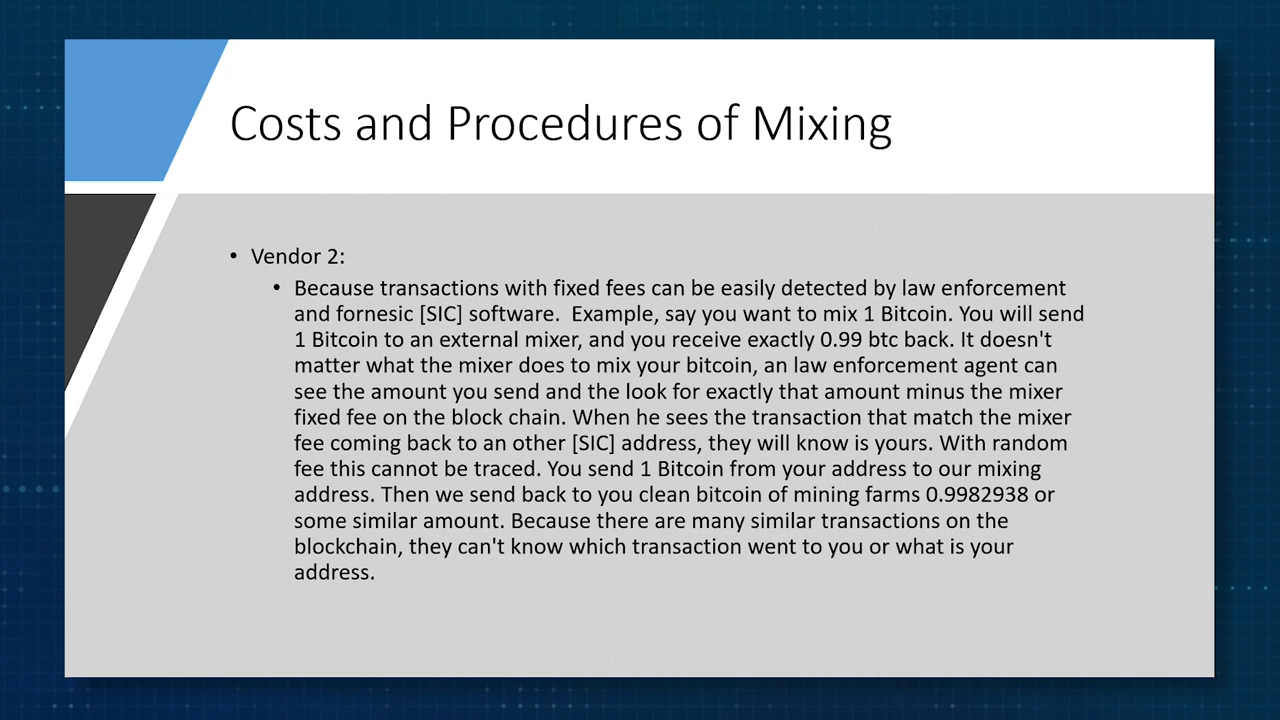 Costs and Procedures of Mixing
• Vendor 2:
• Because transactions with fixed fees can be easily detected by law enforcement
and fornesic [SIC] software.  Example, say you want to mix 1 Bitcoin. You will send
1 Bitcoin to an external mixer, and you receive exactly 0.99 btc back. It doesn't
matter what the mixer does to mix your bitcoin, an law enforcement agent can
see the amount you send and the look for exactly that amount minus the mixer
fixed fee on the block chain. When he sees the transaction that match the mixer
fee coming back to an other [SIC] address, they will know is yours. With random
fee this cannot be traced. You send 1 Bitcoin from your address to our mixing
address. Then we send back to you clean bitcoin of mining farms 0.9982938 or
some similar amount. Because there are many similar transactions on the
blockchain, they can't know which transaction went to you or what is your
address.